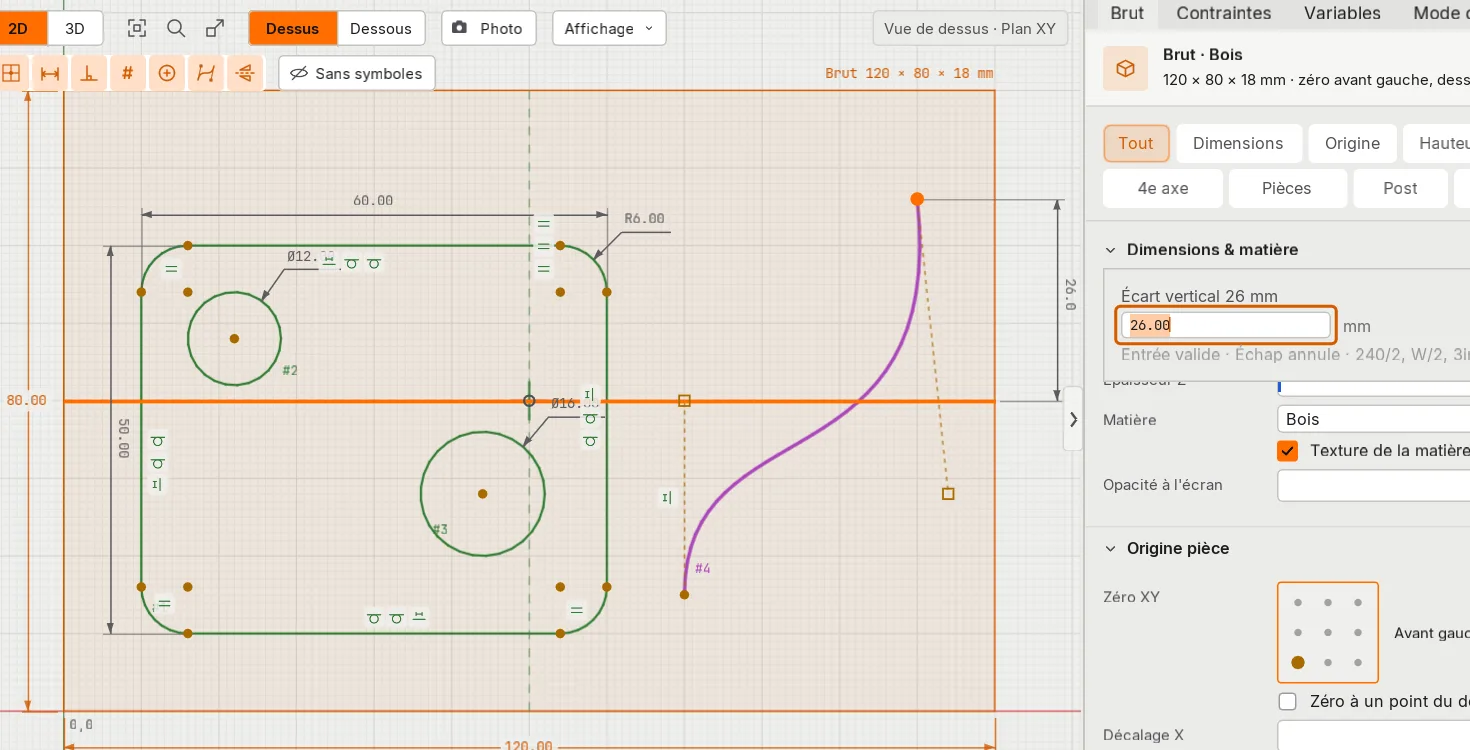 2D 3D Dessus Dessous Photo Affichage Vue de dessus · Plan XY
Sans symboles
Brut 120 × 80 × 18 mm
60.00
R6.00
Ø12.
#2
26.0
80.00
Ø16.
50.00
#3
#4
0,0
120.00
Brut Contraintes Variables Mode
Brut · Bois
120 × 80 × 18 mm · zéro avant gauche, dess
Tout Dimensions Origine Hauteu
4e axe Pièces Post
Dimensions & matière
Écart vertical 26 mm
26.00 mm
Entrée valide · Échap annule · 240/2, W/2, 3i
Épaisseur Z
Matière Bois
Texture de la matière
Opacité à l'écran
Origine pièce
Zéro XY
Avant gauc
Zéro à un point du d
Décalage X